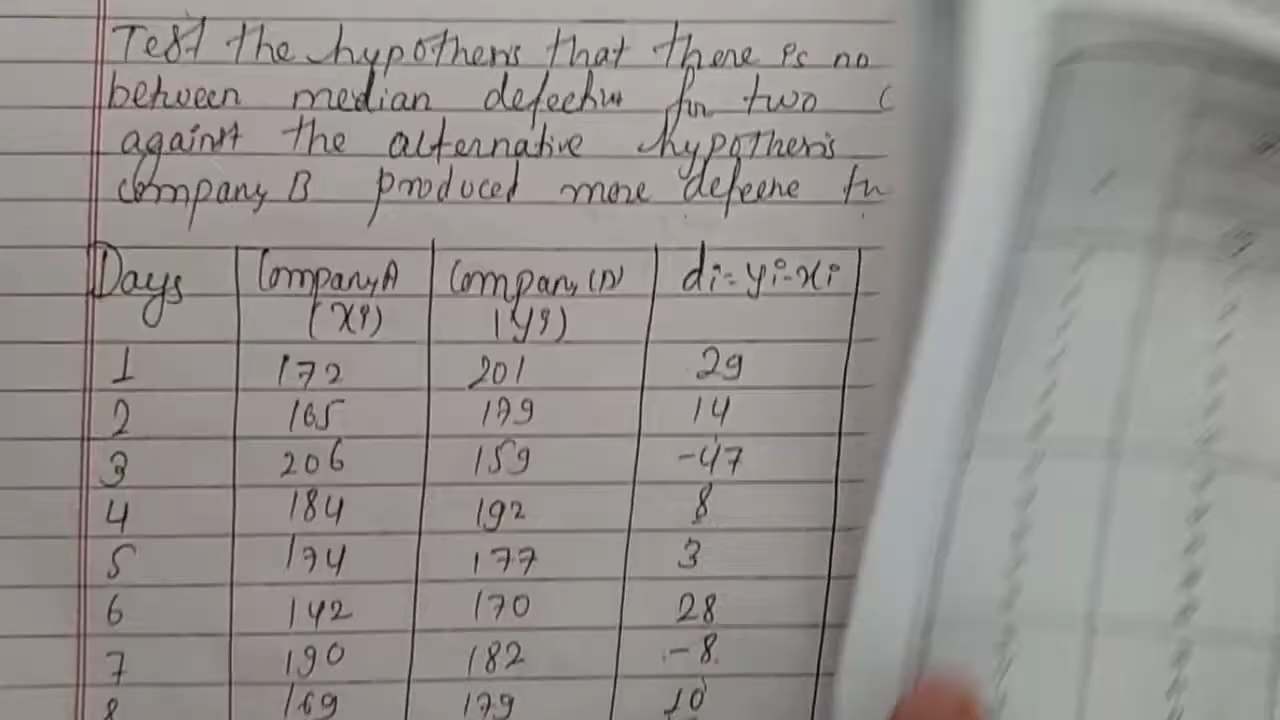 Test the hypothesis that there is no
between median defective for two
against the alternative hypothesis
company B produced more
Days Company A Company di = yi - xi
(xi) (yi)
1 172 201 29
2 165 179 14
3 206 159 -47
4 184 192 8
5 174 177 3
6 142 170 28
7 190 182 -8
8 169 179 10